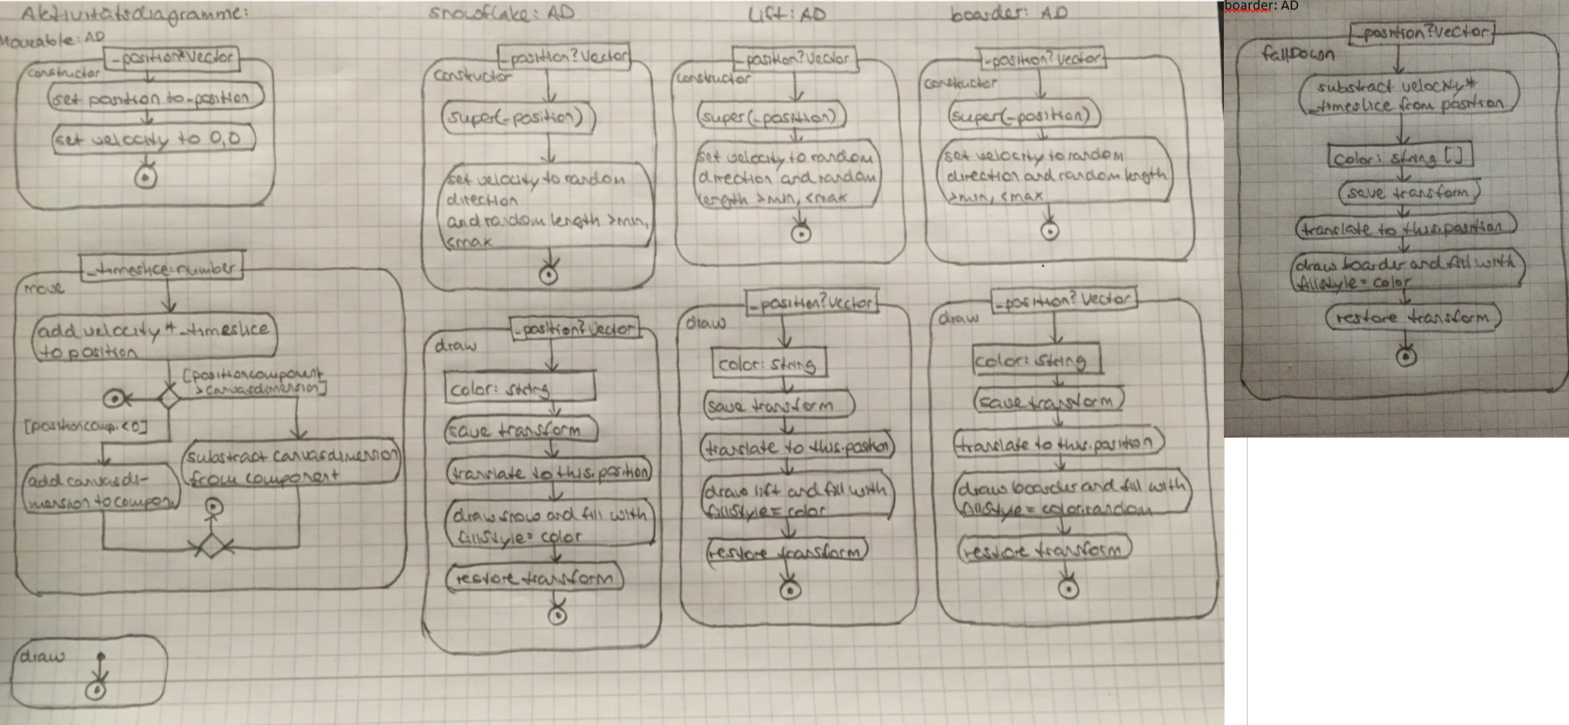 Aktivitätsdiagramme:
Moveable: AD
_position?Vector
constructor
set position to _position
set velocity to 0,0
_timeslice: number
move
add velocity * _timeslice
to position
[positioncomponent
>canvasdimension]
[positioncomp. < 0]
substract canvasdimension
from component
add canvasdi-
mension to compon
draw
snowflake: AD
_position?Vector
constructor
super(_position)
set velocity to random
direction
and random length >min,
<max
_position?Vector
draw
color: string
save transform
translate to this.position
draw snow and fill with
fillstyle = color
restore transform
Lift: AD
_position?Vector
constructor
super(_position)
set velocity to random
direction and random
length >min, <max
_position?Vector
draw
color: string
save transform
translate to this.position
draw lift and fill with
fillstyle = color
restore transform
boarder: AD
_position?Vector
constructor
super(_position)
set velocity to random
direction and random length
>min, <max
_position?Vector
draw
color: string
save transform
translate to this.position
draw boarder and fill with
fillstyle = color:random
restore transform
boarder: AD
_position?Vector
fallDown
substract velocity*
_timeslice from position
color: string []
save transform
translate to this.position
draw boarder and fill with
fillstyle = color
restore transform